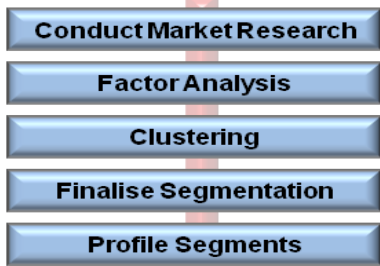 Conduct Market Research
Factor Analysis
Clustering
Finalise Segmentation
Profile Segments